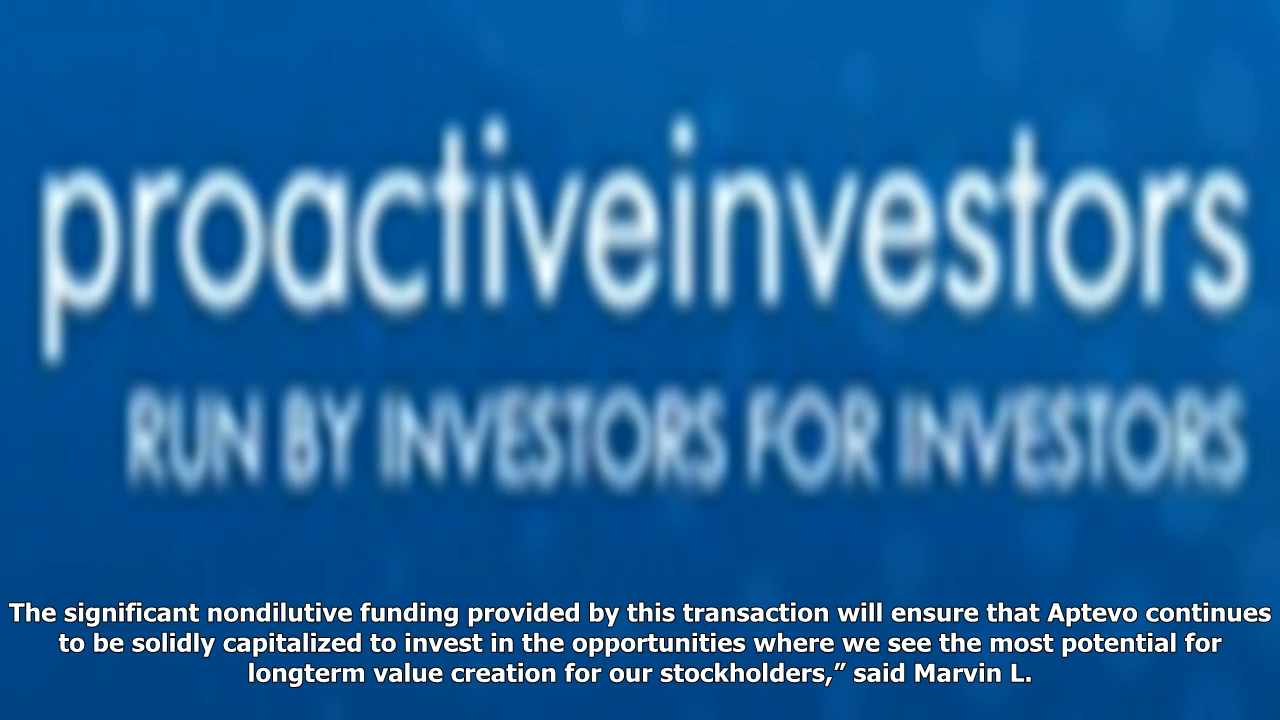 proactiveinvestors
RUN BY INVESTORS FOR INVESTORS
The significant nondilutive funding provided by this transaction will ensure that Aptevo continues
to be solidly capitalized to invest in the opportunities where we see the most potential for
longterm value creation for our stockholders,” said Marvin L.